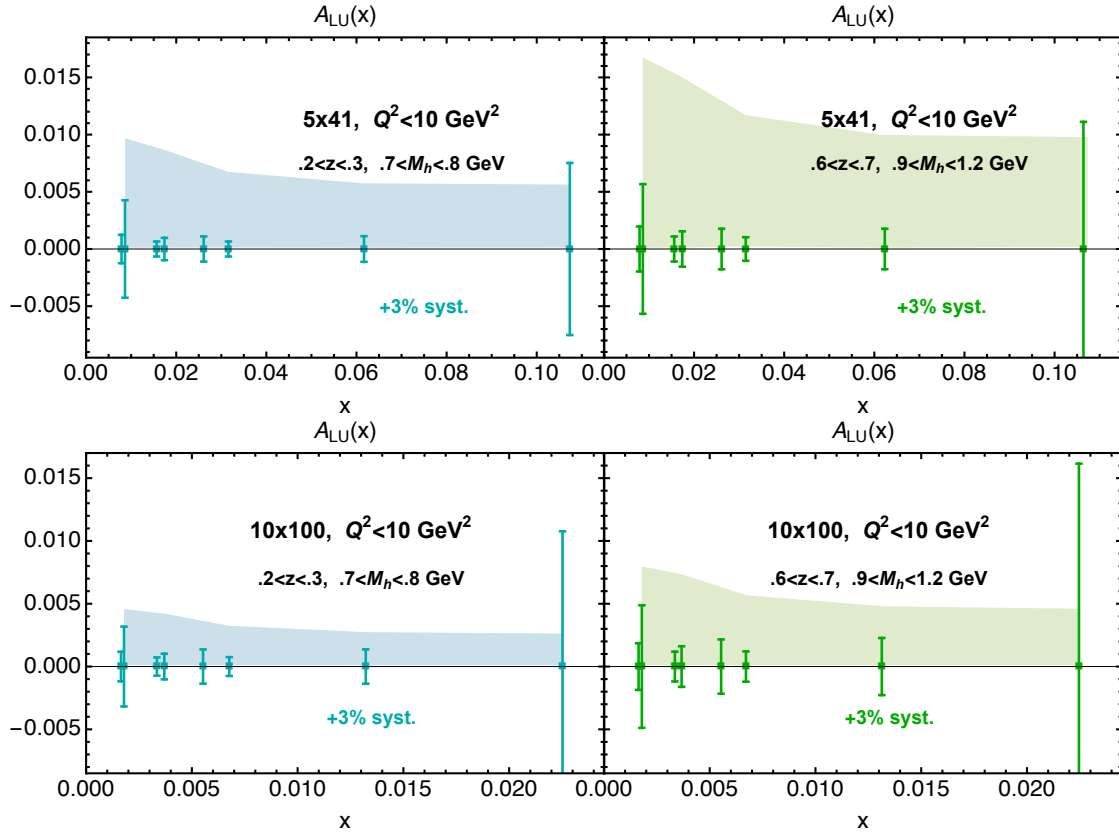 A_LU(x) A_LU(x)
0.015
0.010
0.005
0.000
−0.005
5x41, Q²<10 GeV²
.2<z<.3, .7<M_h<.8 GeV
+3% syst.
5x41, Q²<10 GeV²
.6<z<.7, .9<M_h<1.2 GeV
+3% syst.
0.00 0.02 0.04 0.06 0.08 0.10 0.00 0.02 0.04 0.06 0.08 0.10
x x
A_LU(x) A_LU(x)
0.015
0.010
0.005
0.000
−0.005
10x100, Q²<10 GeV²
.2<z<.3, .7<M_h<.8 GeV
+3% syst.
10x100, Q²<10 GeV²
.6<z<.7, .9<M_h<1.2 GeV
+3% syst.
0.000 0.005 0.010 0.015 0.020 0.000 0.005 0.010 0.015 0.020
x x